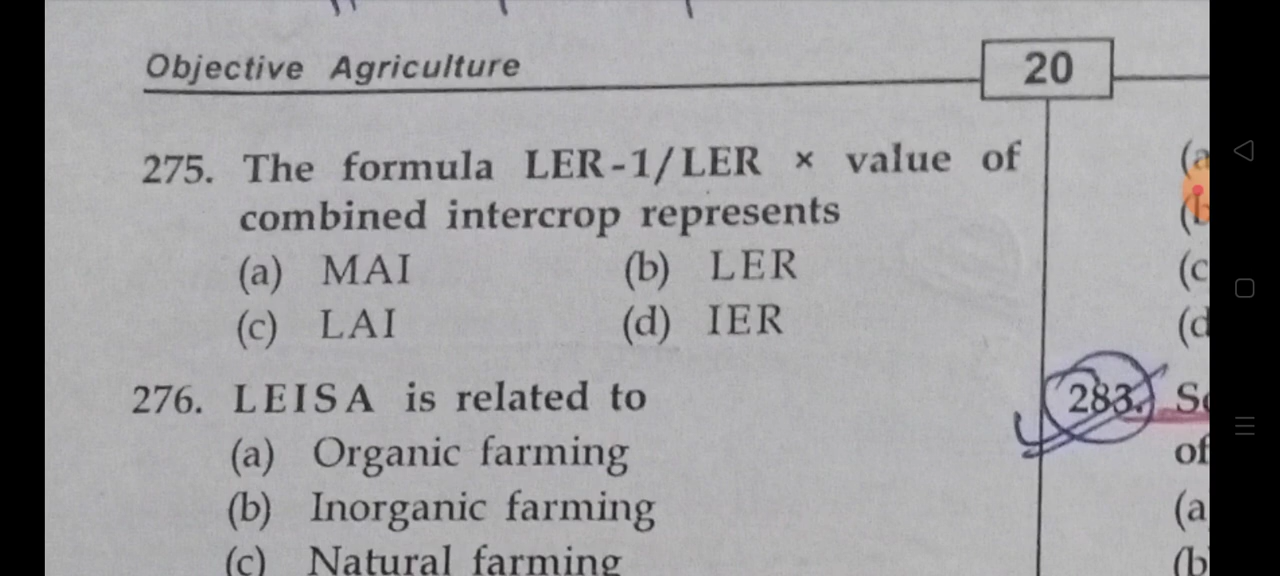 Objective Agriculture
20
275. The formula LER-1/LER × value of
combined intercrop represents
(a) MAI (b) LER
(c) LAI (d) IER
276. LEISA is related to
(a) Organic farming
(b) Inorganic farming
(c) Natural farming
(a
(b
(c
(d
283. So
of
(a
(b